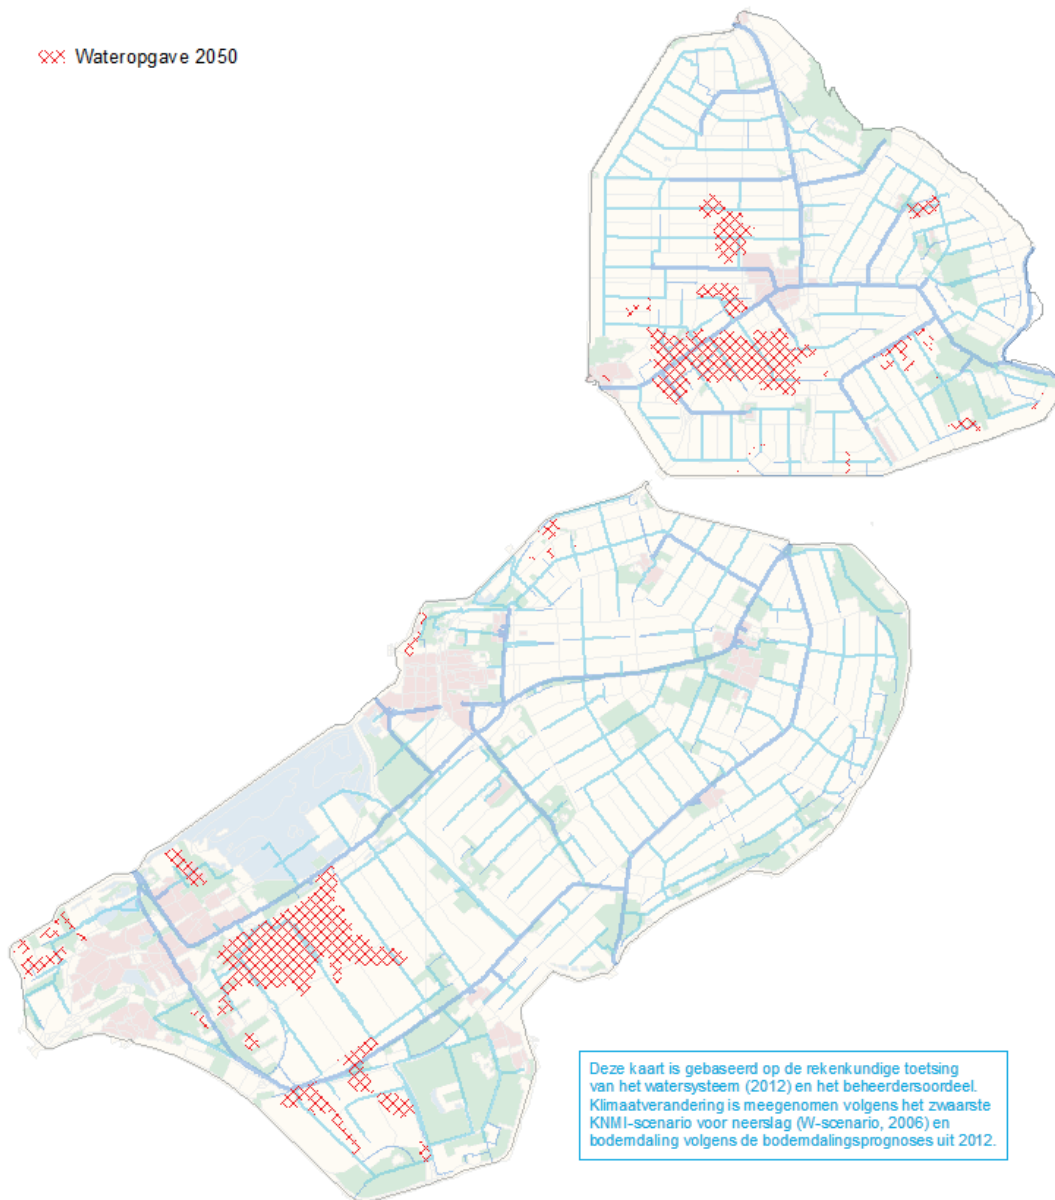 Wateropgave 2050
Deze kaart is gebaseerd op de rekenkundige toetsing
van het watersysteem (2012) en het beheerdersoordeel.
Klimaatverandering is meegenomen volgens het zwaarste
KNMI-scenario voor neerslag (W-scenario, 2006) en
bodemdaling volgens de bodemdalingsprognoses uit 2012.